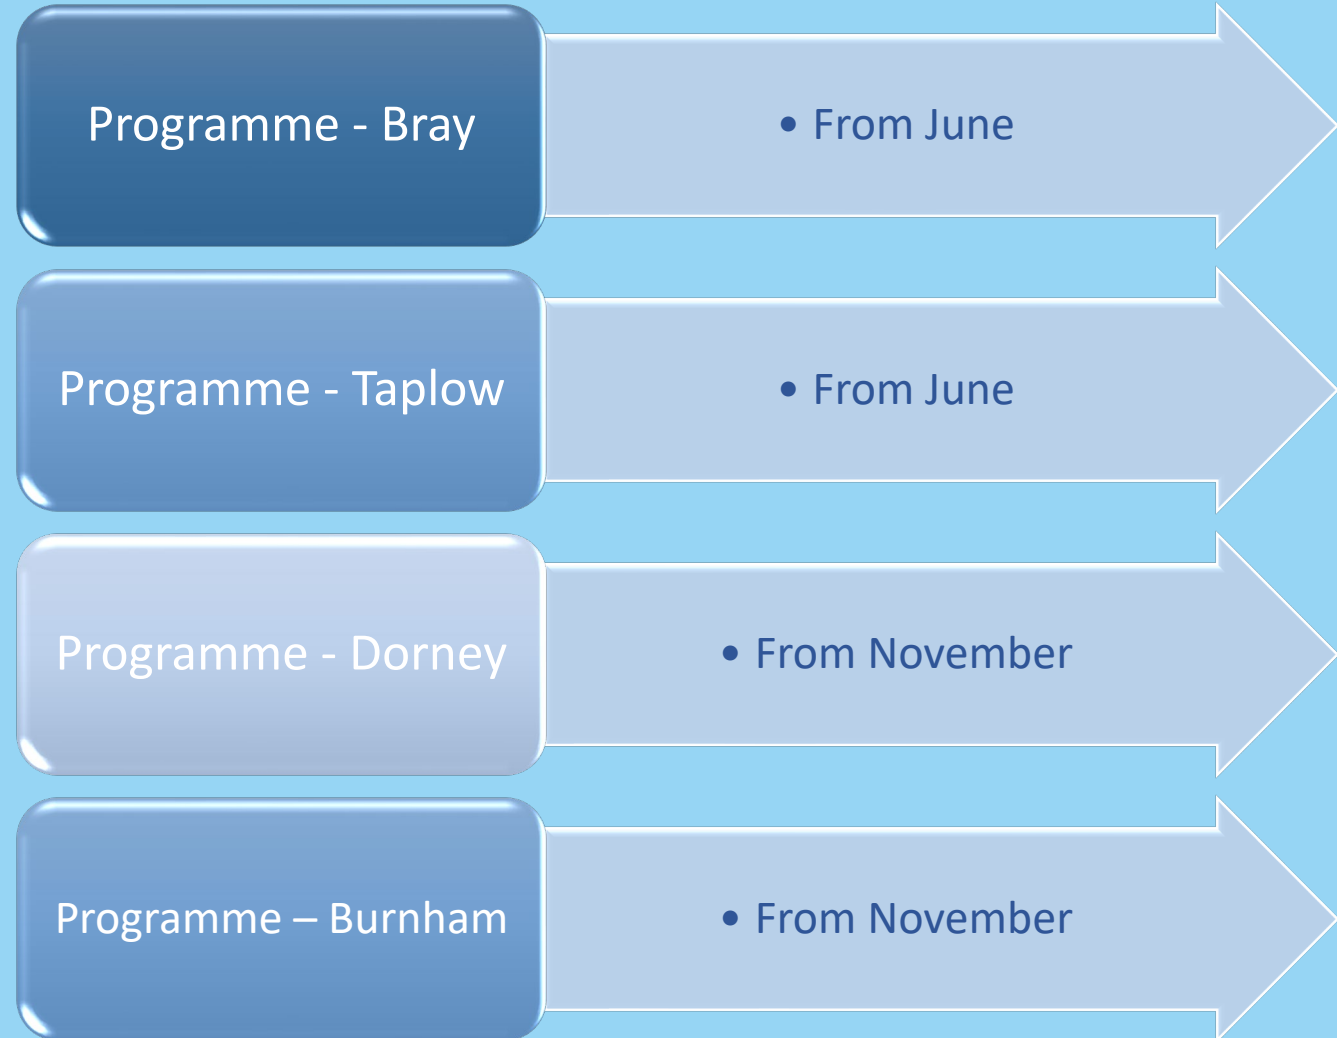 Programme - Bray
• From June
Programme - Taplow
• From June
Programme - Dorney
• From November
Programme – Burnham
• From November